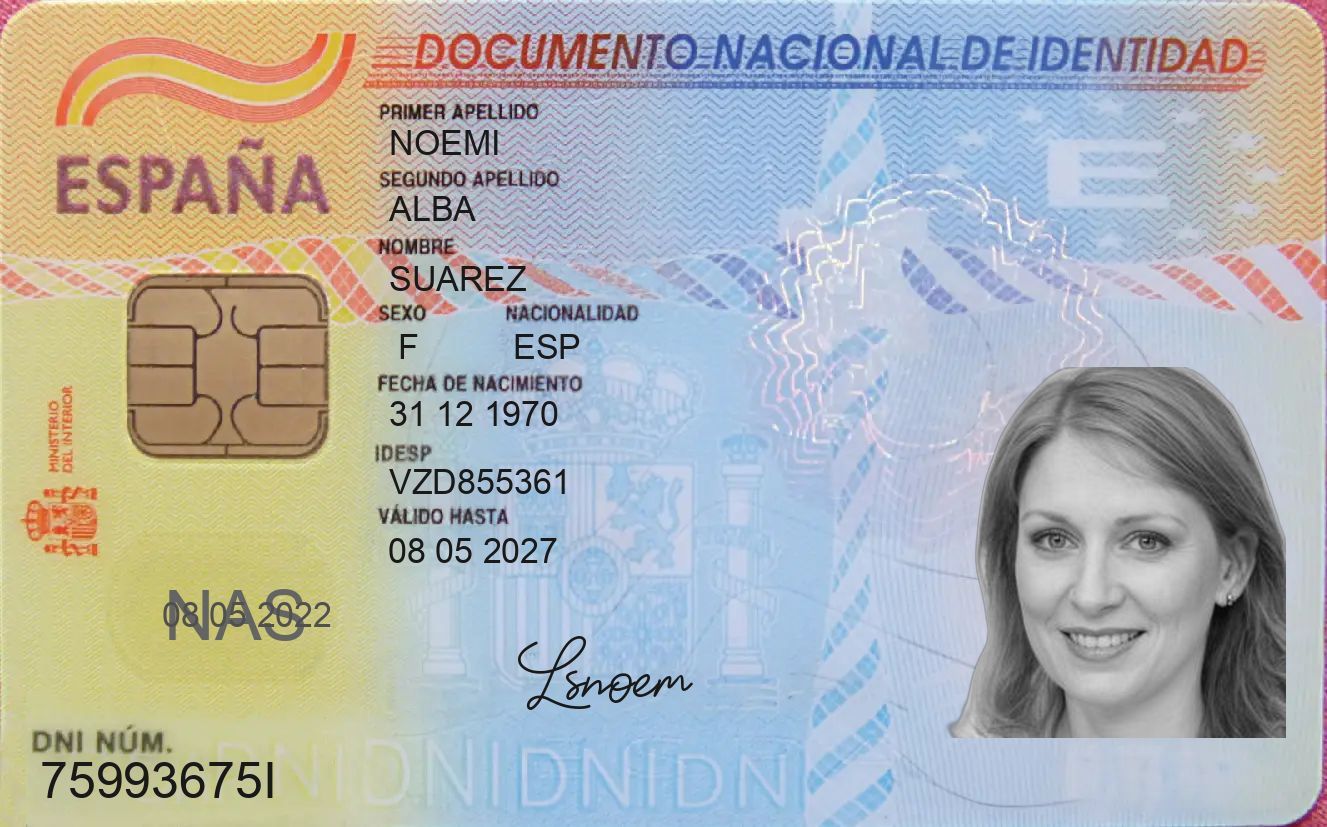 DOCUMENTO NACIONAL DE IDENTIDAD
ESPAÑA
PRIMER APELLIDO
NOEMI
SEGUNDO APELLIDO
ALBA
NOMBRE
SUAREZ
SEXO NACIONALIDAD
F ESP
FECHA DE NACIMIENTO
31 12 1970
IDESP
VZD855361
VÁLIDO HASTA
08 05 2027
MINISTERIO
DEL INTERIOR
E
NAS
08 05 2022
Lsnoem
DNI NÚM.
75993675I
DNIDNIDNIDNI